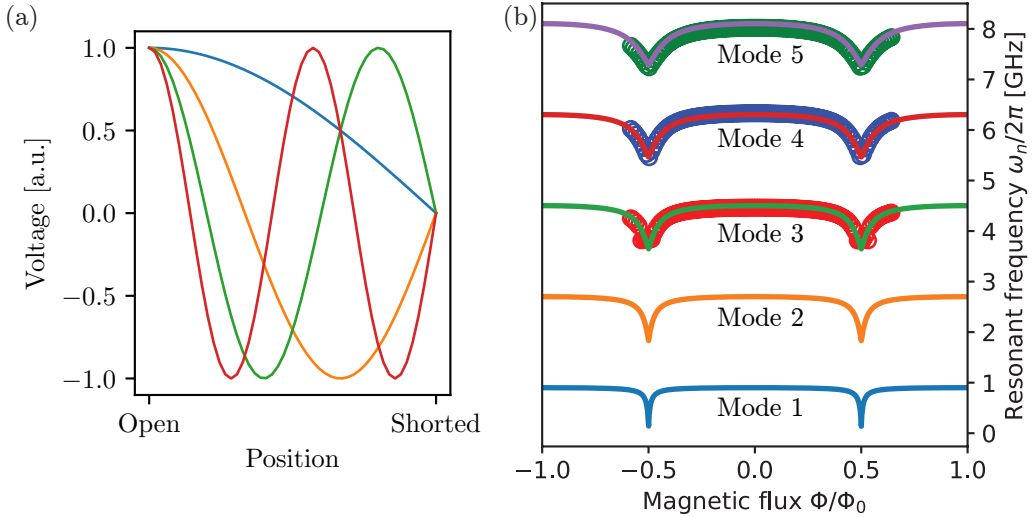 (a)
1.0
0.5
0.0
−0.5
−1.0
Voltage [a.u.]
Open
Shorted
Position
(b)
Mode 5
Mode 4
Mode 3
Mode 2
Mode 1
8
7
6
5
4
3
2
1
0
Resonant frequency ωn/2π [GHz]
−1.0
−0.5
0.0
0.5
1.0
Magnetic flux Φ/Φ0